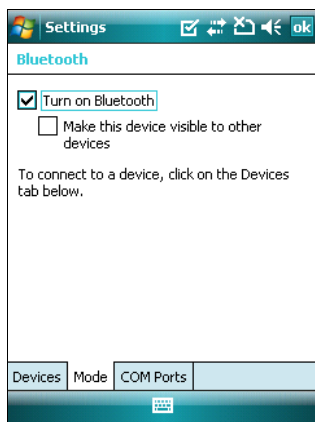 Settings
ok
Bluetooth
Turn on Bluetooth
Make this device visible to other
devices
To connect to a device, click on the Devices
tab below.
Devices Mode COM Ports